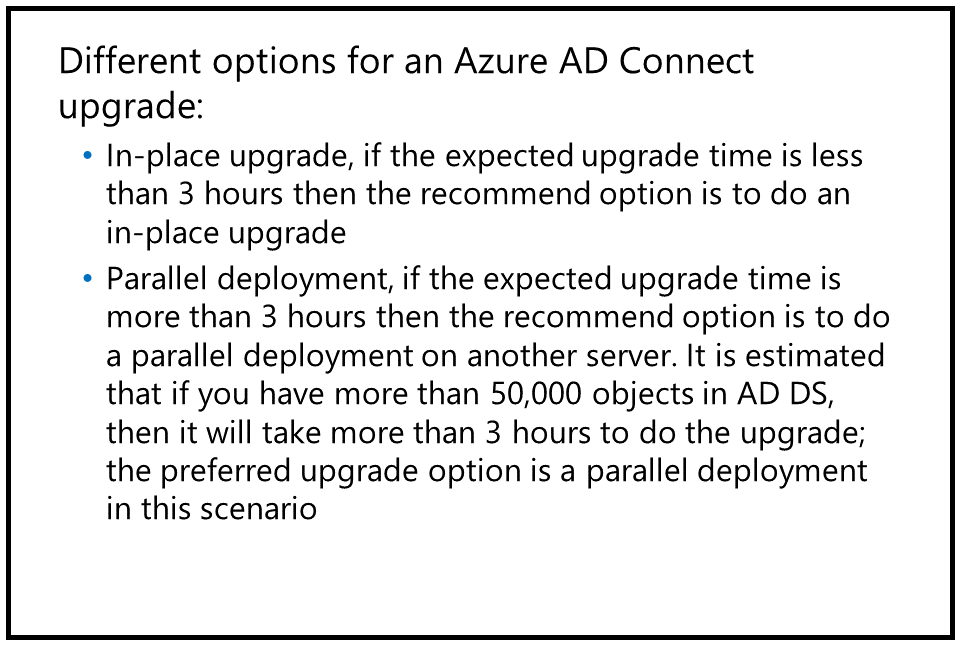 Different options for an Azure AD Connect
upgrade:
• In-place upgrade, if the expected upgrade time is less
than 3 hours then the recommend option is to do an
in-place upgrade
• Parallel deployment, if the expected upgrade time is
more than 3 hours then the recommend option is to do
a parallel deployment on another server. It is estimated
that if you have more than 50,000 objects in AD DS,
then it will take more than 3 hours to do the upgrade;
the preferred upgrade option is a parallel deployment
in this scenario